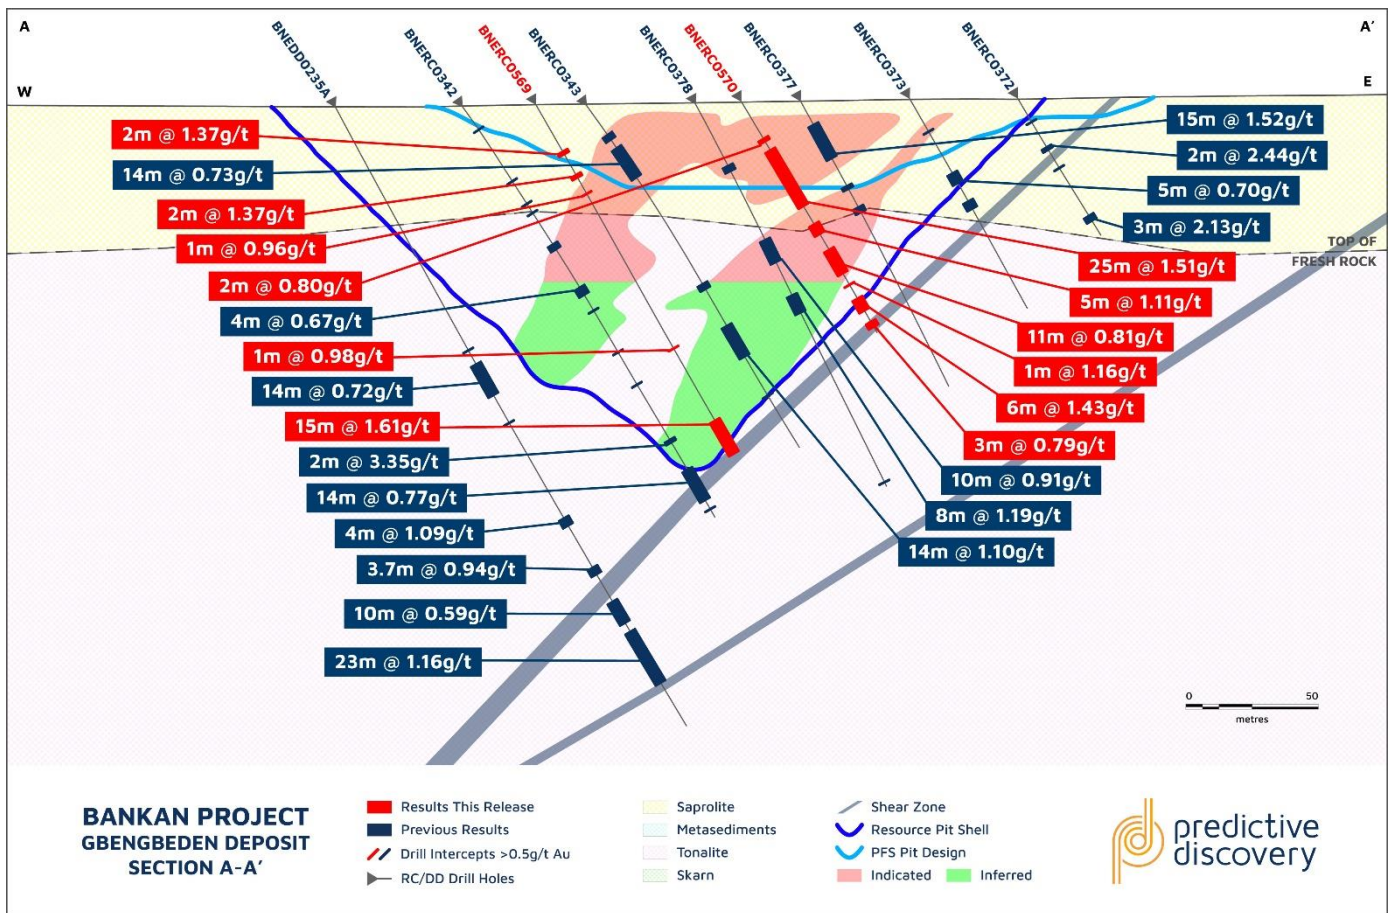 A
A'
BNEDD0235A
BNERC0342
BNERC0569
BNERC0343
BNERC0378
BNERC0570
BNERC0377
BNERC0373
BNERC0372
W
E
2m @ 1.37g/t
14m @ 0.73g/t
2m @ 1.37g/t
1m @ 0.96g/t
2m @ 0.80g/t
4m @ 0.67g/t
1m @ 0.98g/t
14m @ 0.72g/t
15m @ 1.61g/t
2m @ 3.35g/t
14m @ 0.77g/t
4m @ 1.09g/t
3.7m @ 0.94g/t
10m @ 0.59g/t
23m @ 1.16g/t
15m @ 1.52g/t
2m @ 2.44g/t
5m @ 0.70g/t
3m @ 2.13g/t
TOP OF
FRESH ROCK
25m @ 1.51g/t
5m @ 1.11g/t
11m @ 0.81g/t
1m @ 1.16g/t
6m @ 1.43g/t
3m @ 0.79g/t
10m @ 0.91g/t
8m @ 1.19g/t
14m @ 1.10g/t
0 50
metres
BANKAN PROJECT
GBENGBEDEN DEPOSIT
SECTION A-A'
Results This Release
Previous Results
Drill Intercepts >0.5g/t Au
RC/DD Drill Holes
Saprolite
Metasediments
Tonalite
Skarn
Shear Zone
Resource Pit Shell
PFS Pit Design
Indicated Inferred
predictive
discovery